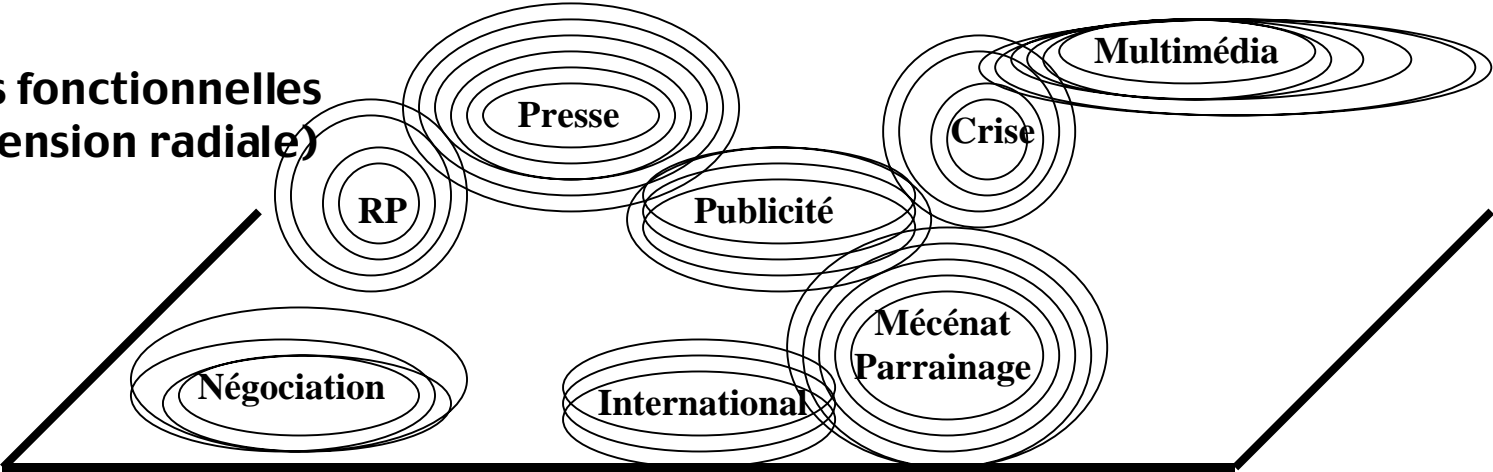 s fonctionnelles
ension radiale)
Multimédia
Presse
Crise
RP
Publicité
Mécénat
Parrainage
Négociation
International